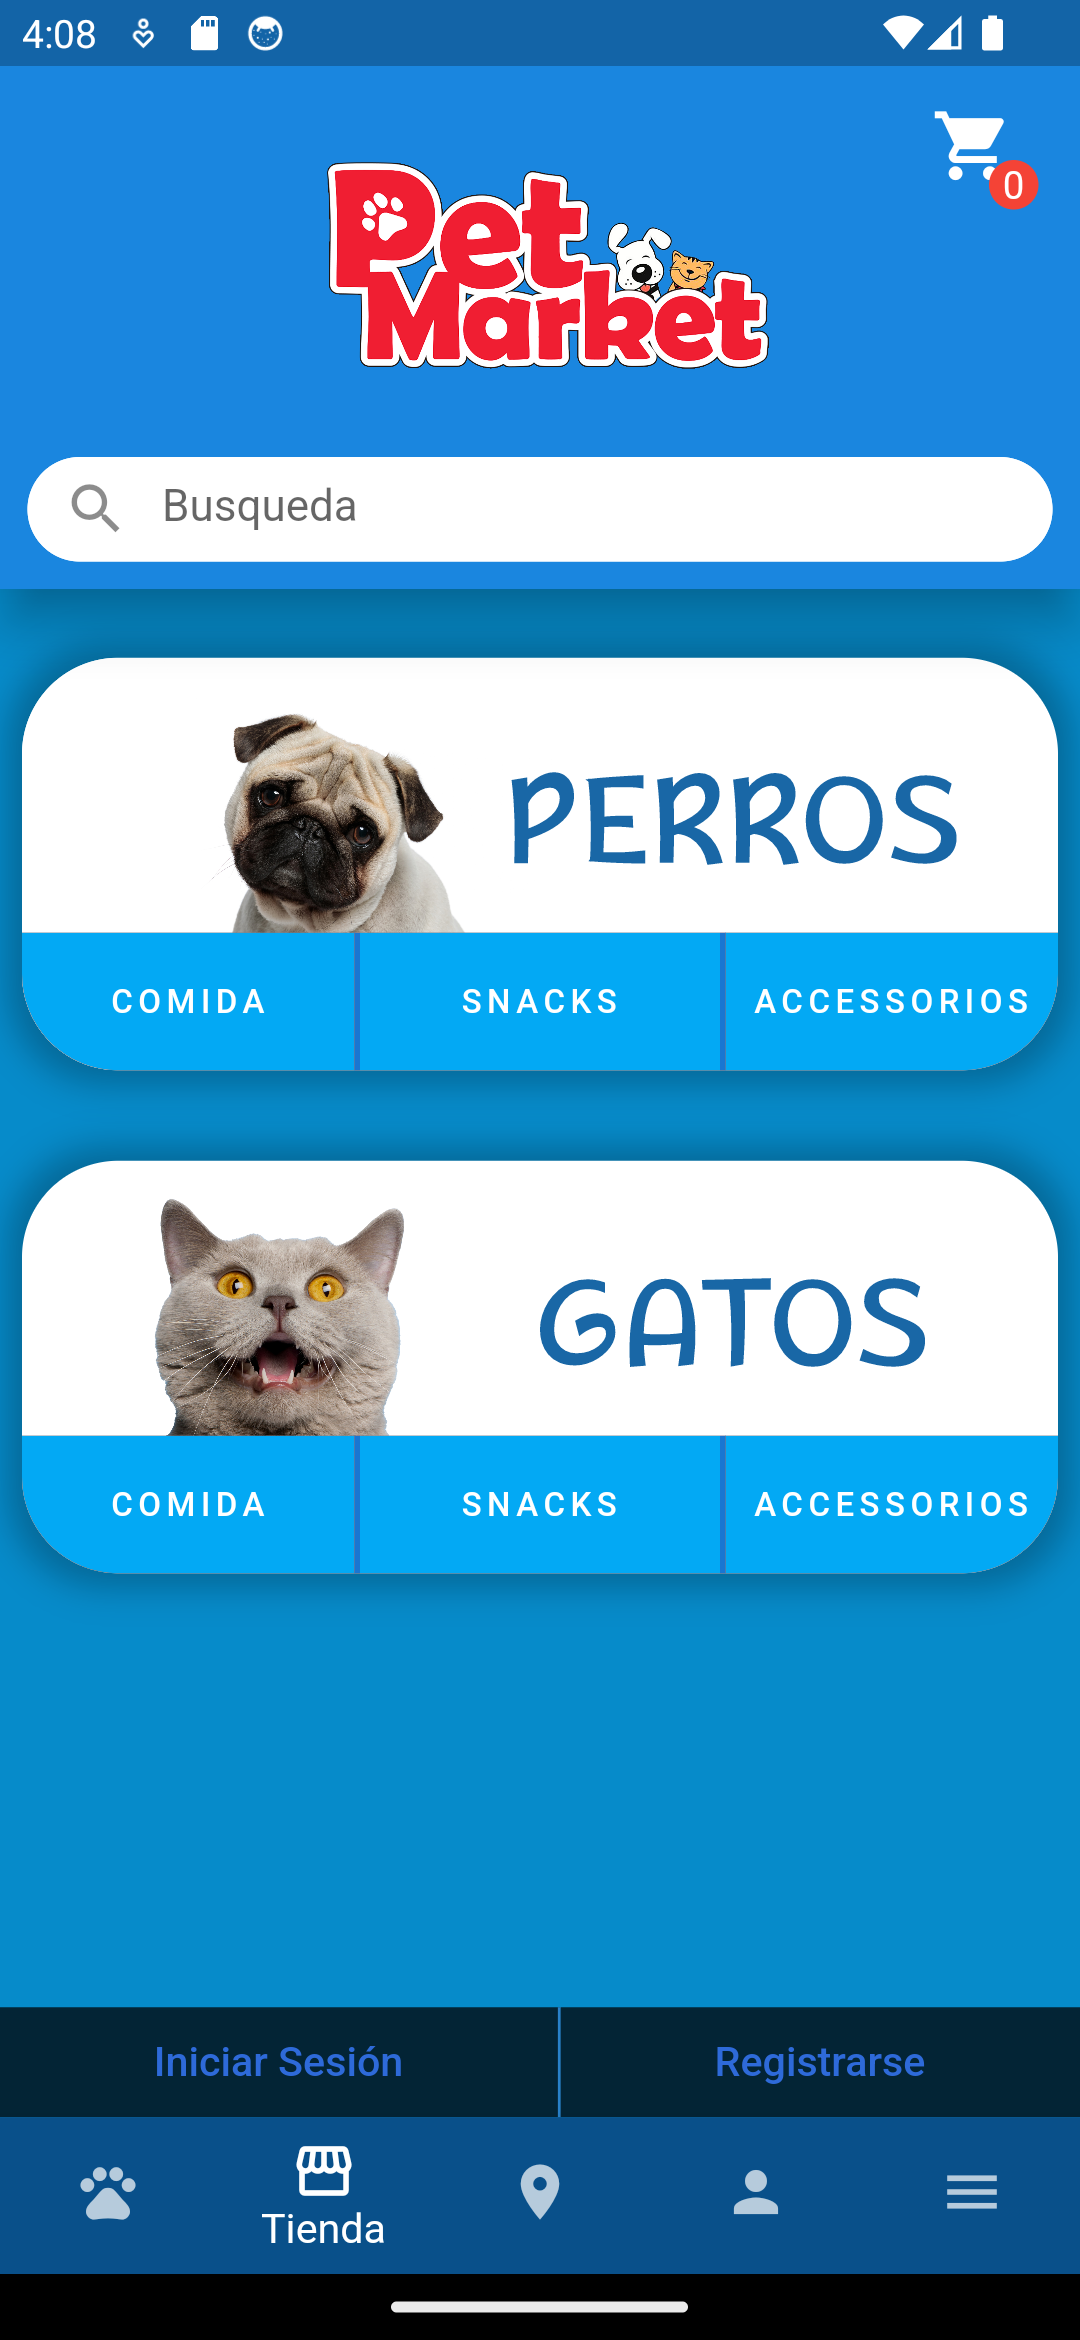 4:08
0
Pet
Market
Busqueda
PERROS
COMIDA SNACKS ACCESSORIOS
GATOS
COMIDA SNACKS ACCESSORIOS
Iniciar Sesión Registrarse
Tienda